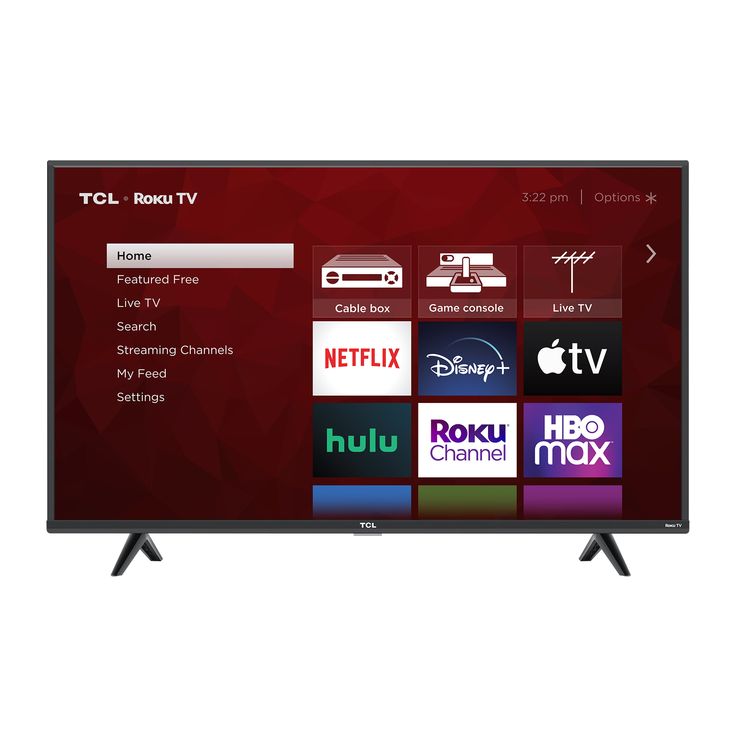 TCL • Roku TV
3:22 pm | Options
Home
Featured Free
Live TV
Search
Streaming Channels
My Feed
Settings
Cable box
Game console
Live TV
NETFLIX
Disney+
tv
hulu
Roku
Channel
HBO
max
TCL
Roku TV